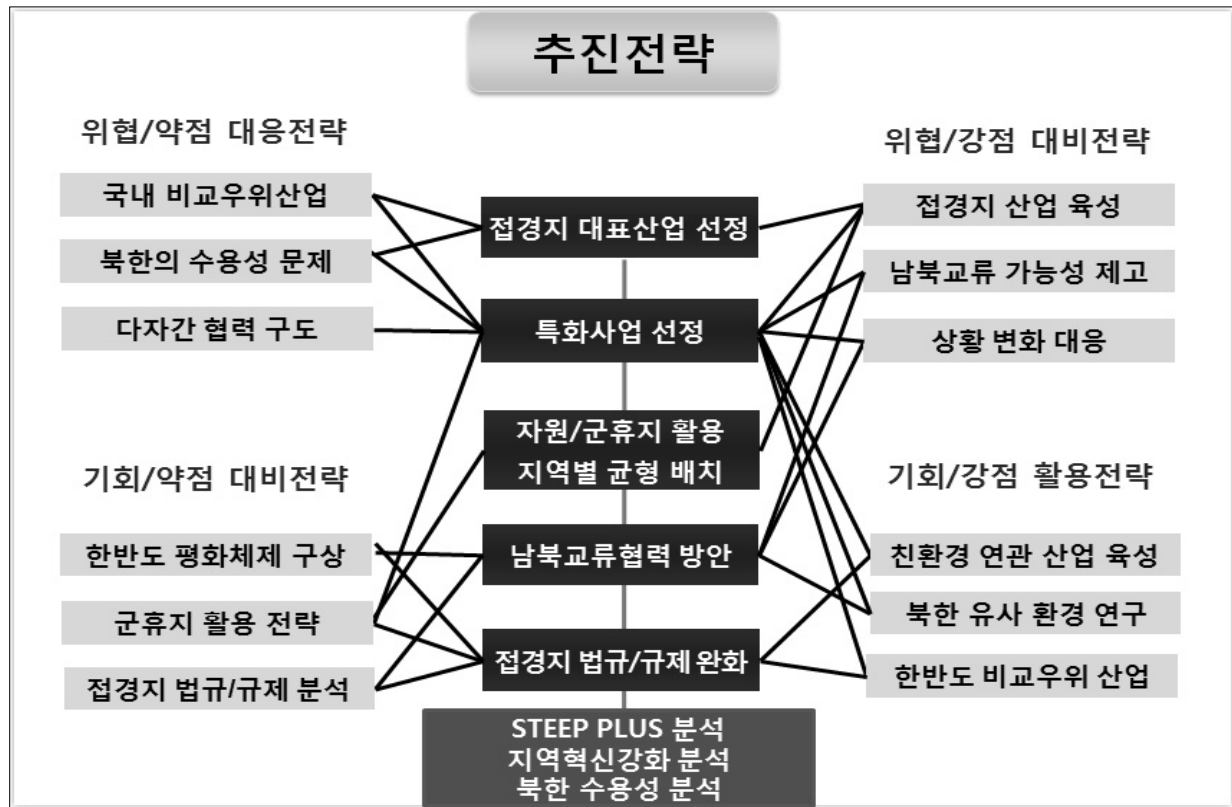 추진전략
위협/약점 대응전략
국내 비교우위산업
북한의 수용성 문제
다자간 협력 구도
기회/약점 대비전략
한반도 평화체제 구상
군휴지 활용 전략
접경지 법규/규제 분석
접경지 대표산업 선정
특화사업 선정
자원/군휴지 활용
지역별 균형 배치
남북교류협력 방안
접경지 법규/규제 완화
STEEP PLUS 분석
지역혁신강화 분석
북한 수용성 분석
위협/강점 대비전략
접경지 산업 육성
남북교류 가능성 제고
상황 변화 대응
기회/강점 활용전략
친환경 연관 산업 육성
북한 유사 환경 연구
한반도 비교우위 산업